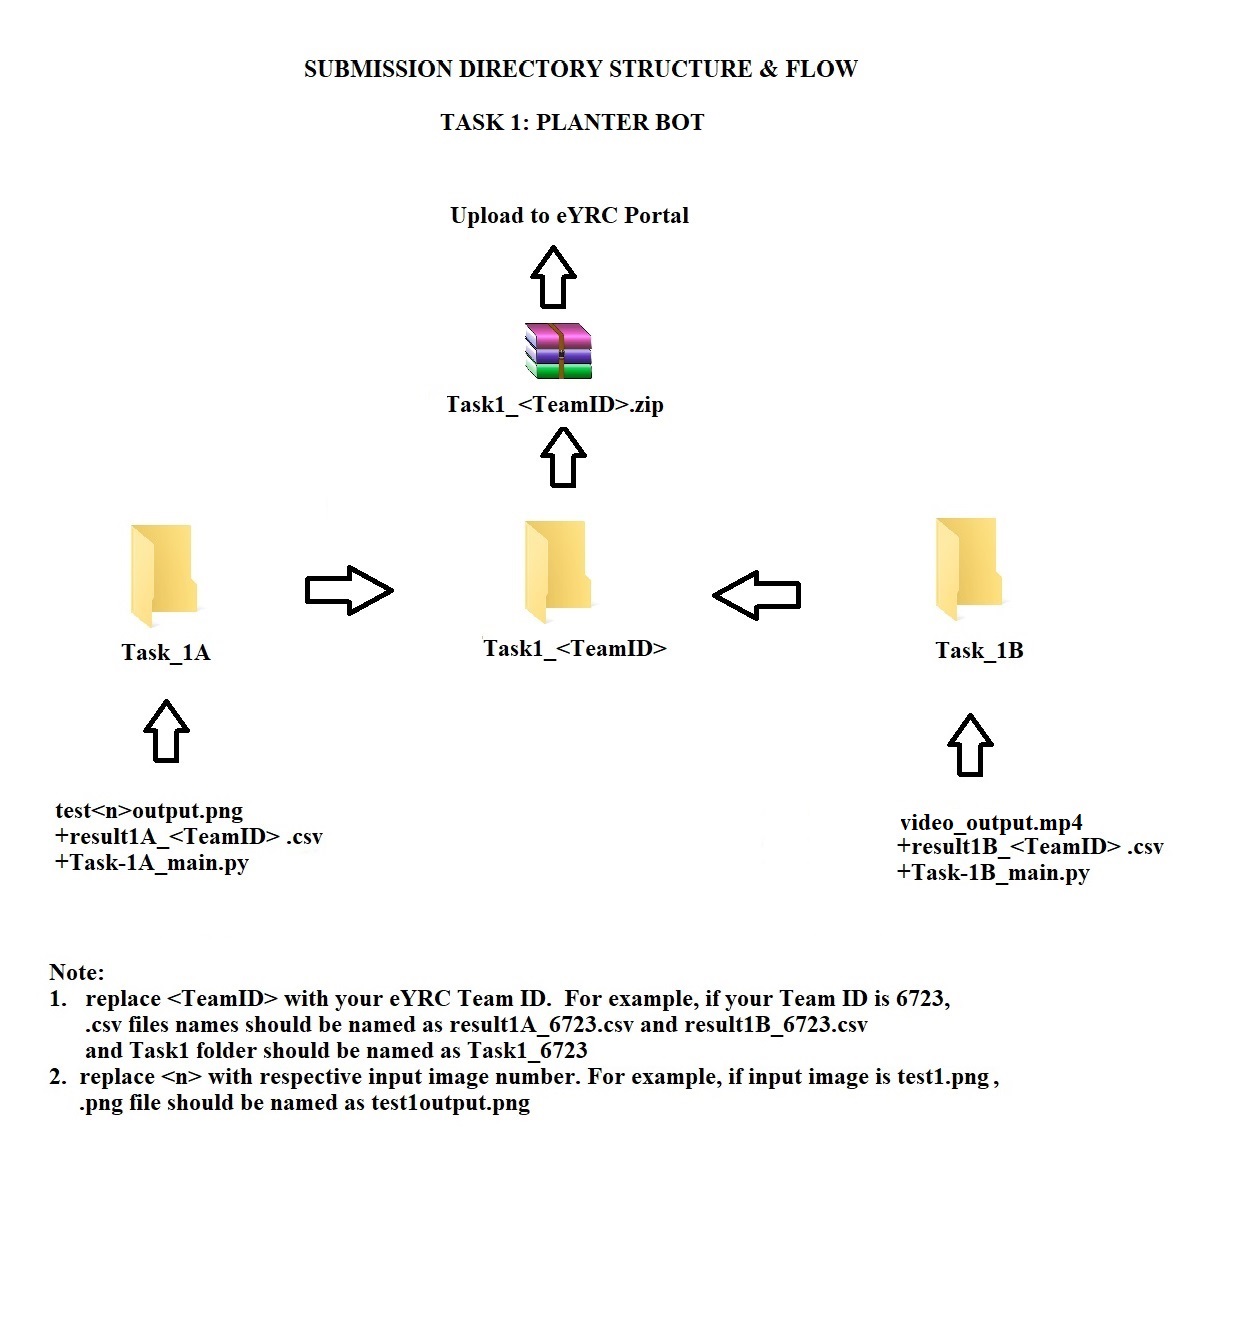 SUBMISSION DIRECTORY STRUCTURE & FLOW
TASK 1: PLANTER BOT
Upload to eYRC Portal
Task1_<TeamID>.zip
Task_1A
Task1_<TeamID>
Task_1B
test<n>output.png
+result1A_<TeamID> .csv
+Task-1A_main.py
video_output.mp4
+result1B_<TeamID> .csv
+Task-1B_main.py
Note:
1. replace <TeamID> with your eYRC Team ID. For example, if your Team ID is 6723,
.csv files names should be named as result1A_6723.csv and result1B_6723.csv
and Task1 folder should be named as Task1_6723
2. replace <n> with respective input image number. For example, if input image is test1.png ,
.png file should be named as test1output.png